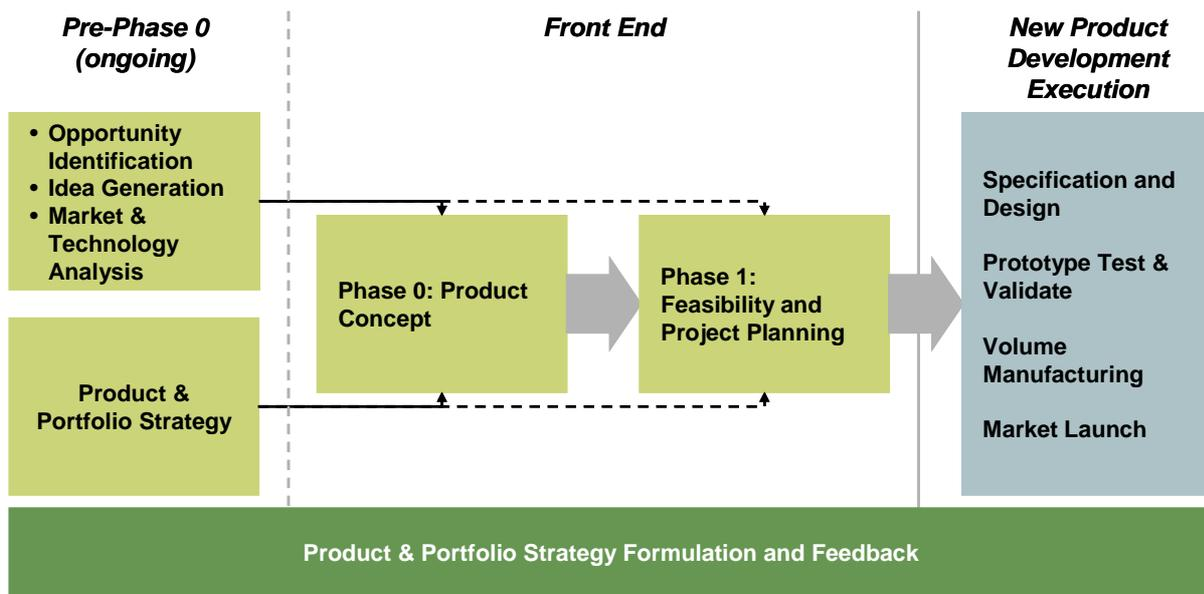 Pre-Phase 0
(ongoing)
Front End
New Product
Development
Execution
• Opportunity
Identification
• Idea Generation
• Market &
Technology
Analysis
Product &
Portfolio Strategy
Phase 0: Product
Concept
Phase 1:
Feasibility and
Project Planning
Specification and
Design
Prototype Test &
Validate
Volume
Manufacturing
Market Launch
Product & Portfolio Strategy Formulation and Feedback